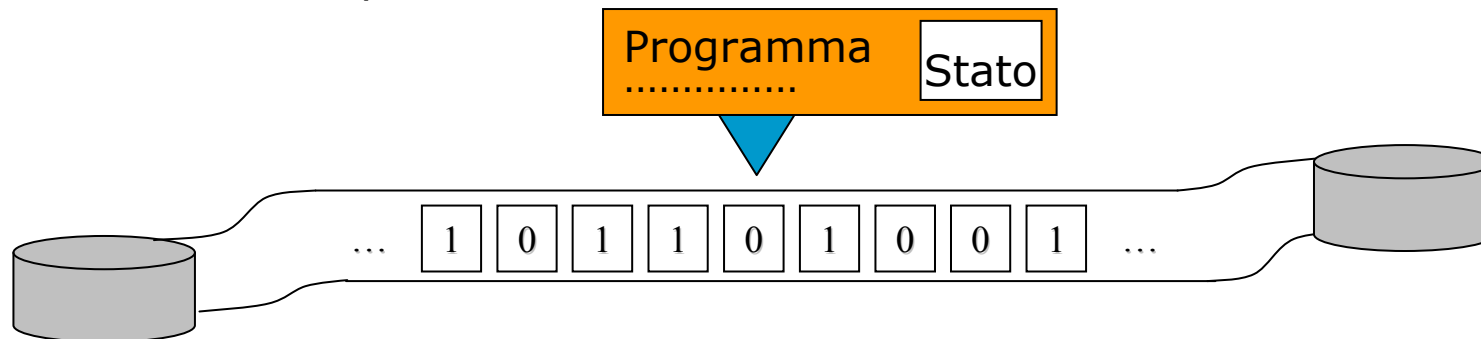 Programma
...............
Stato
... 1 0 1 1 0 1 0 0 1 ...